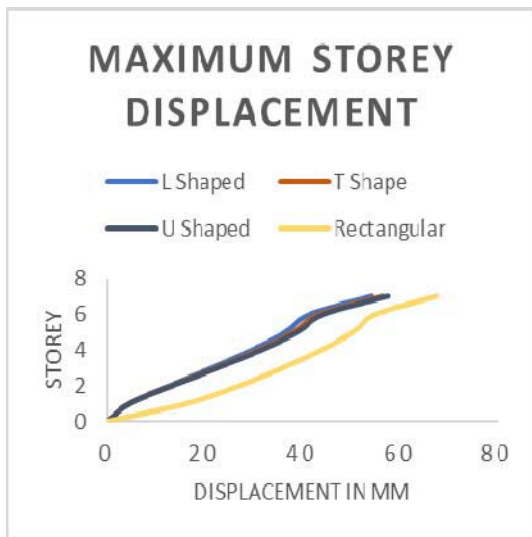 MAXIMUM STOREY
DISPLACEMENT
L Shaped T Shape
U Shaped Rectangular
8
6
4
2
0
STOREY
0 20 40 60 80
DISPLACEMENT IN MM